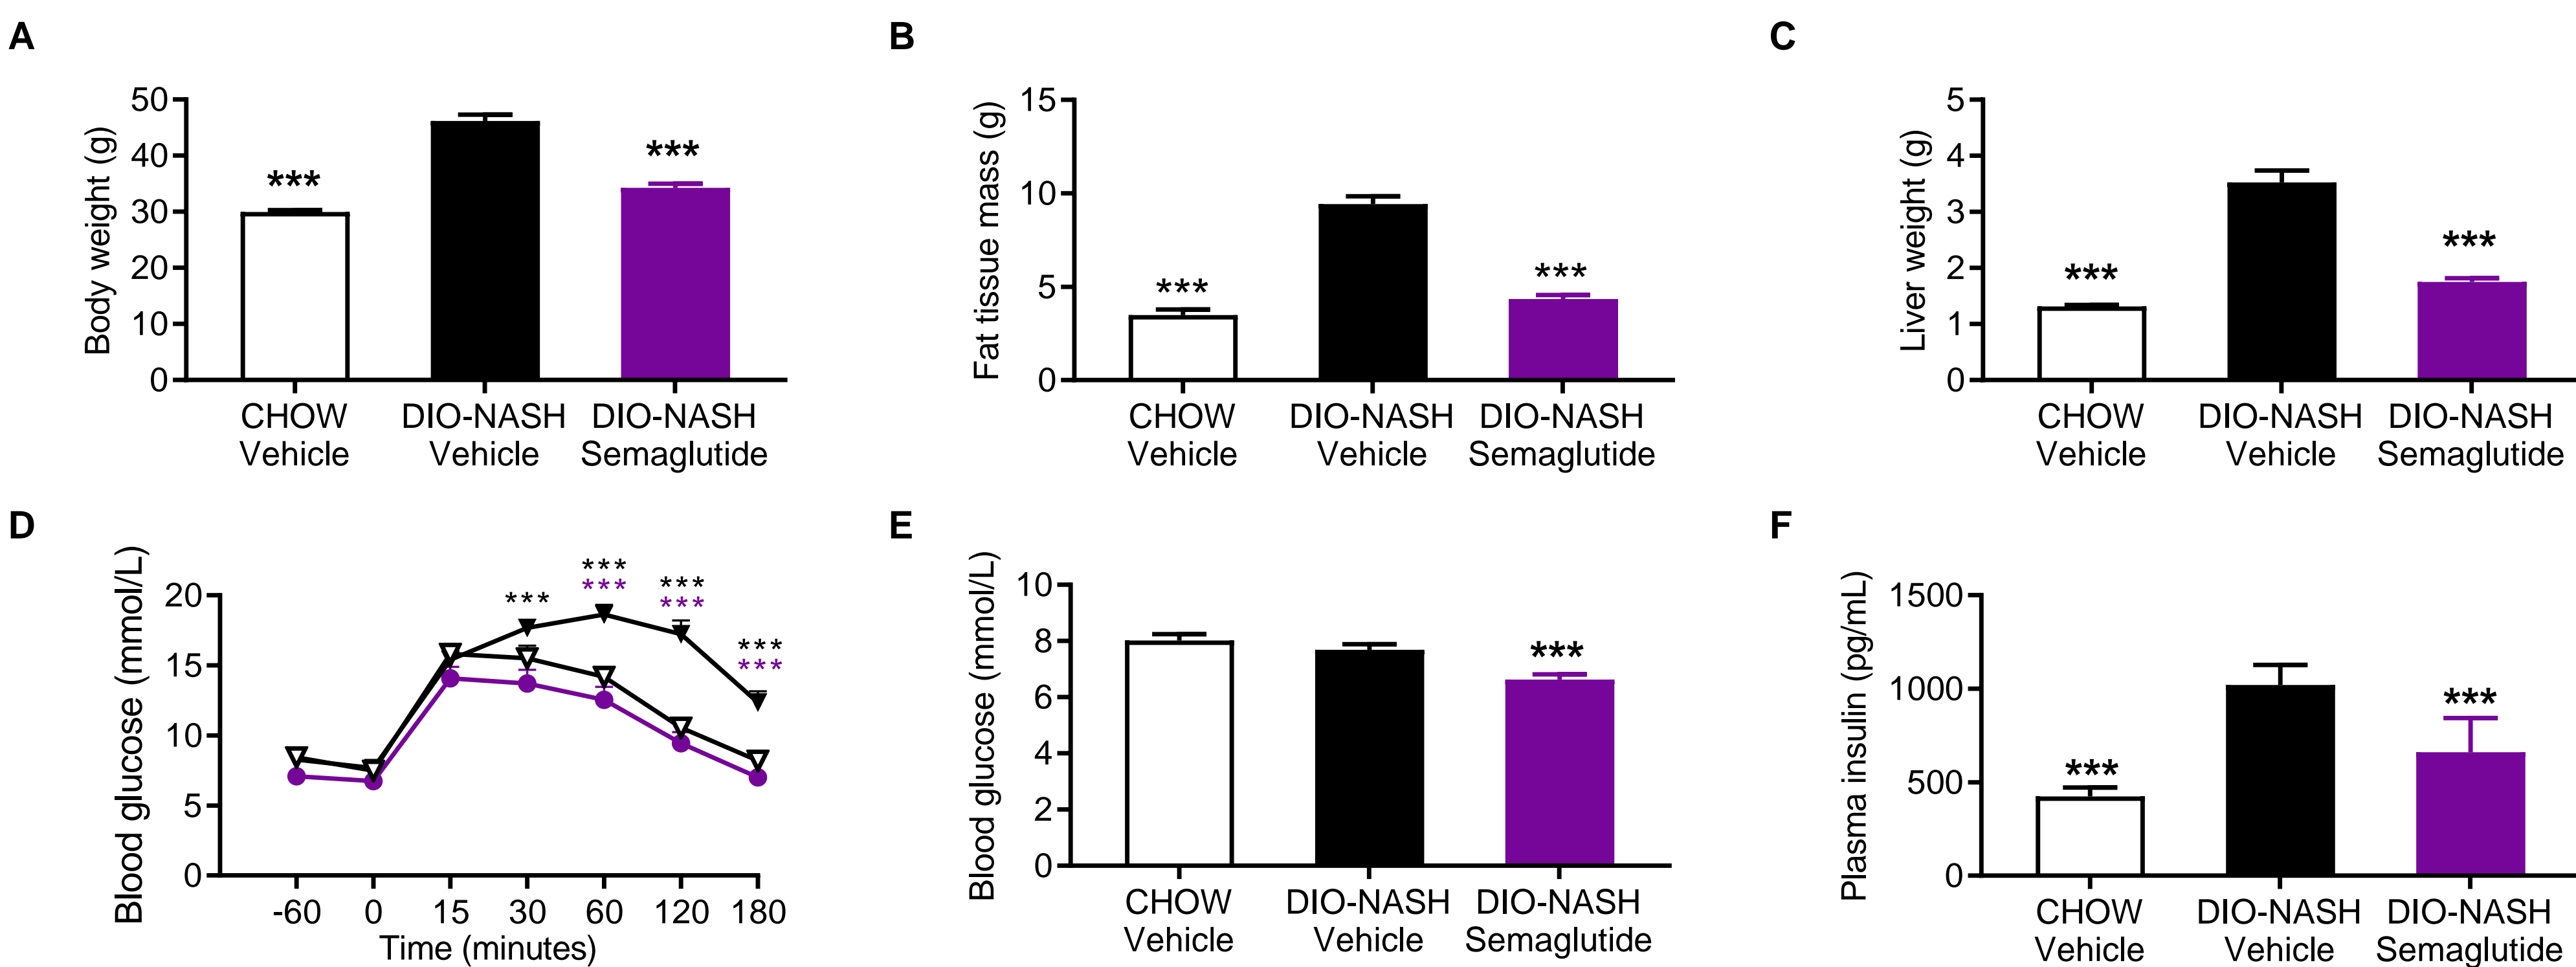 A
Body weight (g)
50
40
30
20
10
0
***
***
CHOW
Vehicle
DIO-NASH
Vehicle
DIO-NASH
Semaglutide
B
Fat tissue mass (g)
15
10
5
0
***
***
CHOW
Vehicle
DIO-NASH
Vehicle
DIO-NASH
Semaglutide
C
Liver weight (g)
5
4
3
2
1
0
***
***
CHOW
Vehicle
DIO-NASH
Vehicle
DIO-NASH
Semaglutide
D
Blood glucose (mmol/L)
20
15
10
5
0
***
***
***
***
***
***
***
-60 0 15 30 60 120 180
Time (minutes)
E
Blood glucose (mmol/L)
10
8
6
4
2
0
***
CHOW
Vehicle
DIO-NASH
Vehicle
DIO-NASH
Semaglutide
F
Plasma insulin (pg/mL)
1500
1000
500
0
***
***
CHOW
Vehicle
DIO-NASH
Vehicle
DIO-NASH
Semaglutide